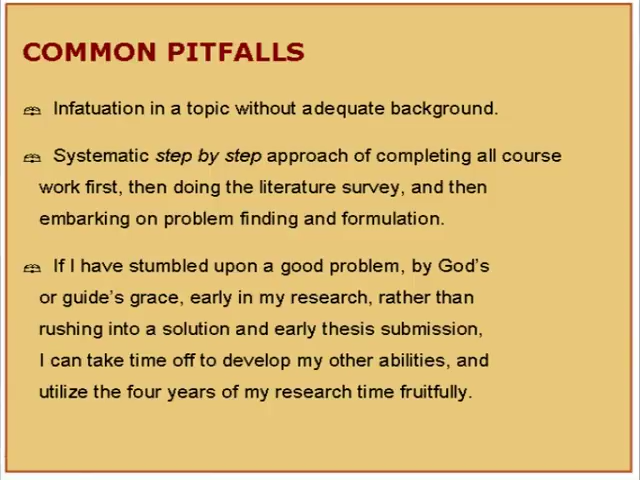 COMMON PITFALLS
Infatuation in a topic without adequate background.
Systematic step by step approach of completing all course
work first, then doing the literature survey, and then
embarking on problem finding and formulation.
If I have stumbled upon a good problem, by God's
or guide's grace, early in my research, rather than
rushing into a solution and early thesis submission,
I can take time off to develop my other abilities, and
utilize the four years of my research time fruitfully.